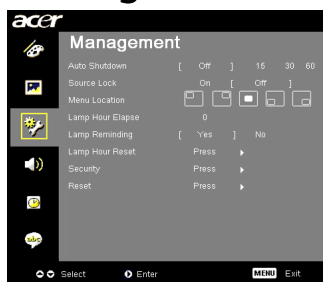 acer
Management
Auto Shutdown [ Off ] 15 30 60
Source Lock On [ Off ]
Menu Location
Lamp Hour Elapse 0
Lamp Reminding [ Yes ] No
Lamp Hour Reset Press
Security Press
Reset Press
abc
Select Enter MENU Exit